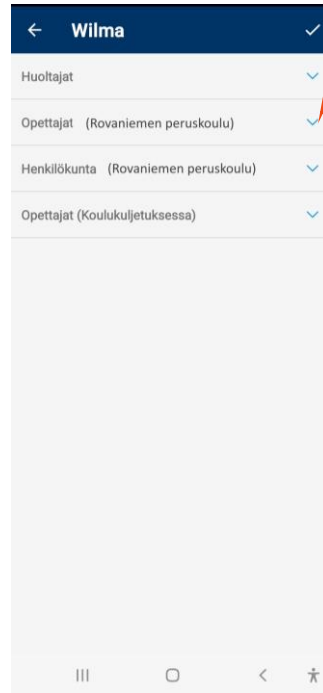 Wilma
Huoltajat
Opettajat (Rovaniemen peruskoulu)
Henkilökunta (Rovaniemen peruskoulu)
Opettajat (Koulukuljetuksessa)